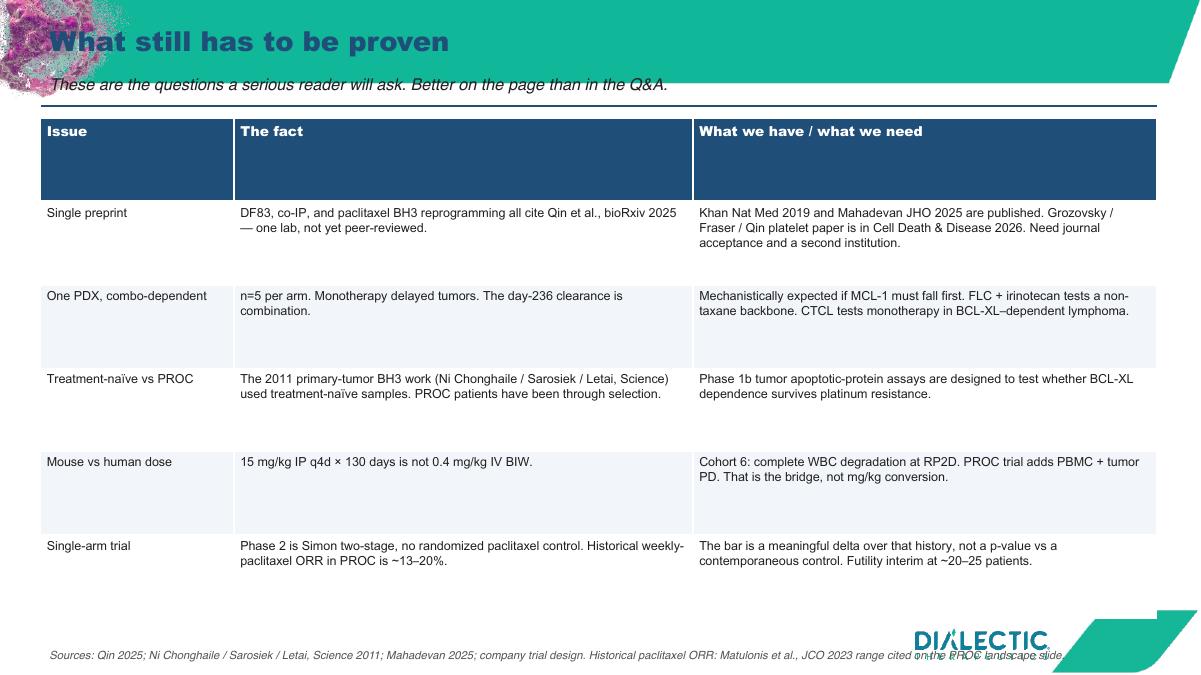 What still has to be proven
These are the questions a serious reader will ask. Better on the page than in the Q&A.
Issue
The fact
What we have / what we need
Single preprint
DF83, co-IP, and paclitaxel BH3 reprogramming all cite Qin et al., bioRxiv 2025
— one lab, not yet peer-reviewed.
Khan Nat Med 2019 and Mahadevan JHO 2025 are published. Grozovsky /
Fraser / Qin platelet paper is in Cell Death & Disease 2026. Need journal
acceptance and a second institution.
One PDX, combo-dependent
n=5 per arm. Monotherapy delayed tumors. The day-236 clearance is
combination.
Mechanistically expected if MCL-1 must fall first. FLC + irinotecan tests a non-
taxane backbone. CTCL tests monotherapy in BCL-XL–dependent lymphoma.
Treatment-naïve vs PROC
The 2011 primary-tumor BH3 work (Ni Chonghaile / Sarosiek / Letai, Science)
used treatment-naïve samples. PROC patients have been through selection.
Phase 1b tumor apoptotic-protein assays are designed to test whether BCL-XL
dependence survives platinum resistance.
Mouse vs human dose
15 mg/kg IP q4d × 130 days is not 0.4 mg/kg IV BIW.
Cohort 6: complete WBC degradation at RP2D. PROC trial adds PBMC + tumor
PD. That is the bridge, not mg/kg conversion.
Single-arm trial
Phase 2 is Simon two-stage, no randomized paclitaxel control. Historical weekly-
paclitaxel ORR in PROC is ~13–20%.
The bar is a meaningful delta over that history, not a p-value vs a
contemporaneous control. Futility interim at ~20–25 patients.
DIALECTIC
Sources: Qin 2025; Ni Chonghaile / Sarosiek / Letai, Science 2011; Mahadevan 2025; company trial design. Historical paclitaxel ORR: Matulonis et al., JCO 2023 range cited on the PROC landscape slide.